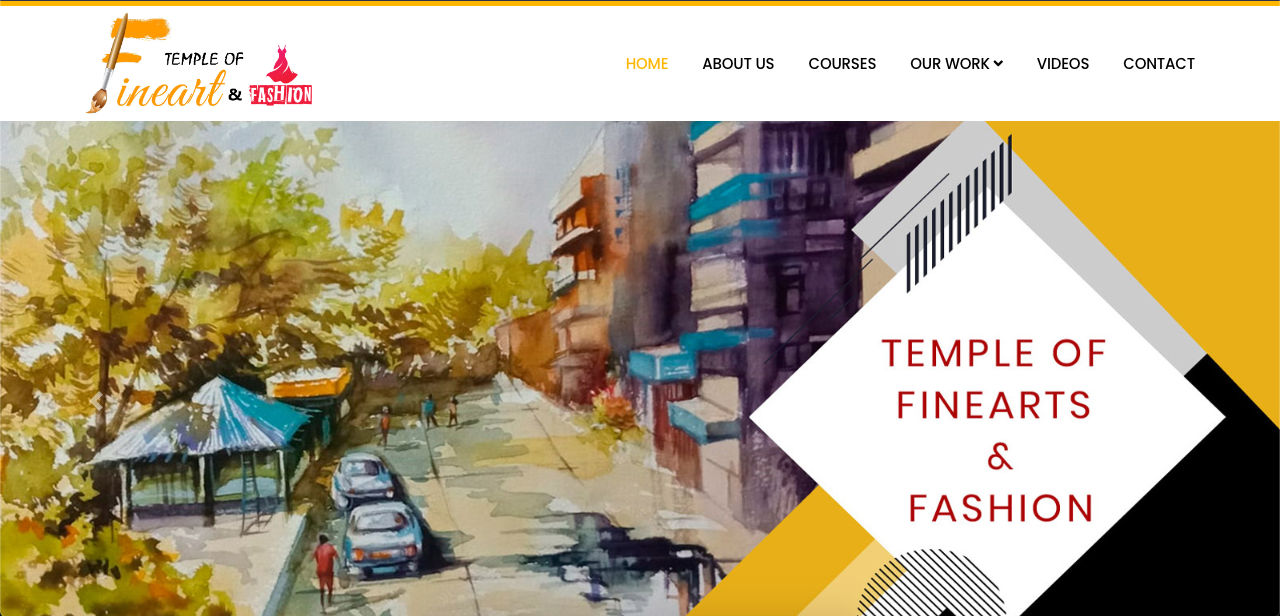 TEMPLE OF
Fineart & FASHION
HOME ABOUT US COURSES OUR WORK VIDEOS CONTACT
TEMPLE OF
FINEARTS
&
FASHION